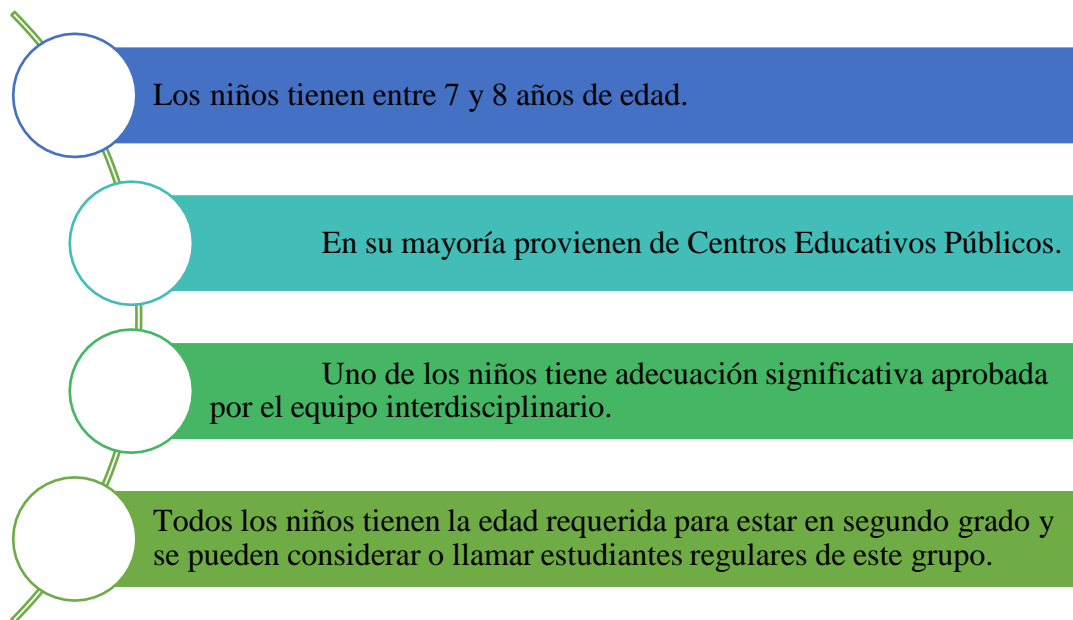 Los niños tienen entre 7 y 8 años de edad.
En su mayoría provienen de Centros Educativos Públicos.
Uno de los niños tiene adecuación significativa aprobada
por el equipo interdisciplinario.
Todos los niños tienen la edad requerida para estar en segundo grado y
se pueden considerar o llamar estudiantes regulares de este grupo.